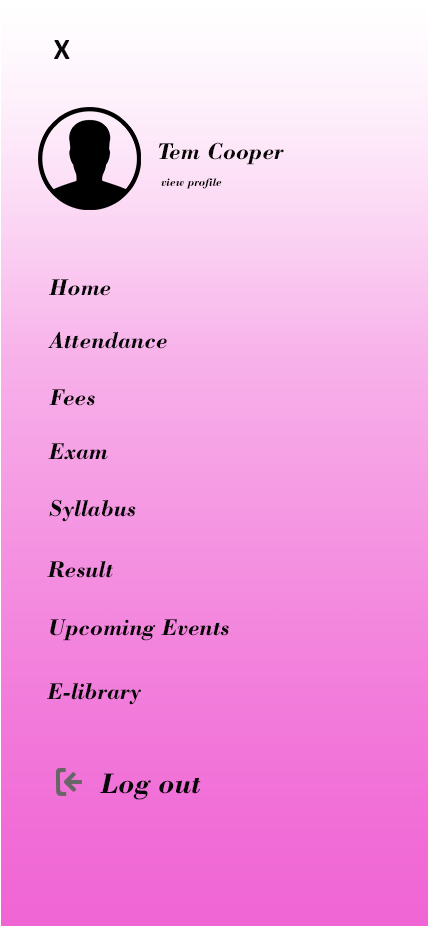 X
Tem Cooper
view profile
Home
Attendance
Fees
Exam
Syllabus
Result
Upcoming Events
E-library
Log out